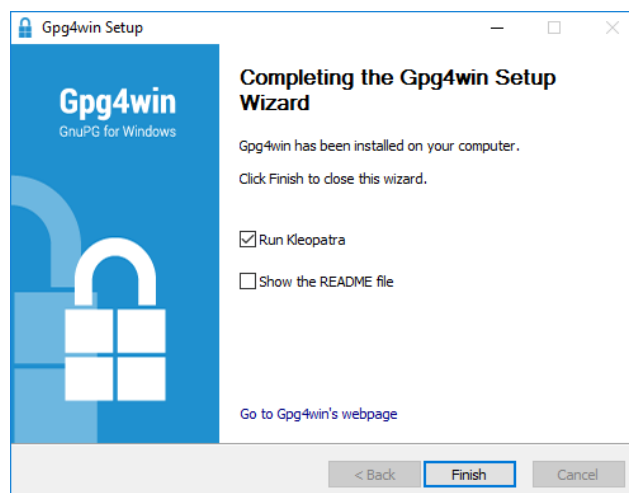 Gpg4win Setup
Gpg4win
GnuPG for Windows
Completing the Gpg4win Setup
Wizard
Gpg4win has been installed on your computer.
Click Finish to close this wizard.
Run Kleopatra
Show the README file
Go to Gpg4win's webpage
< Back
Finish
Cancel